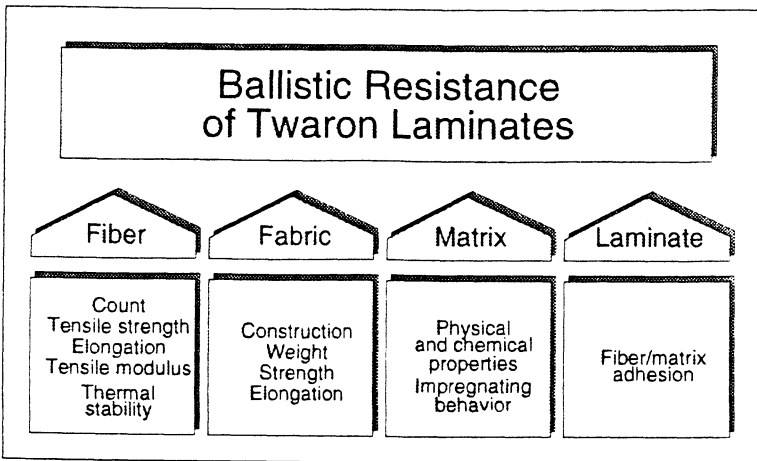 Ballistic Resistance
of Twaron Laminates
Fiber
Fabric
Matrix
Laminate
Count
Tensile strength
Elongation
Tensile modulus
Thermal
stability
Construction
Weight
Strength
Elongation
Physical
and chemical
properties
Impregnating
behavior
Fiber/matrix
adhesion